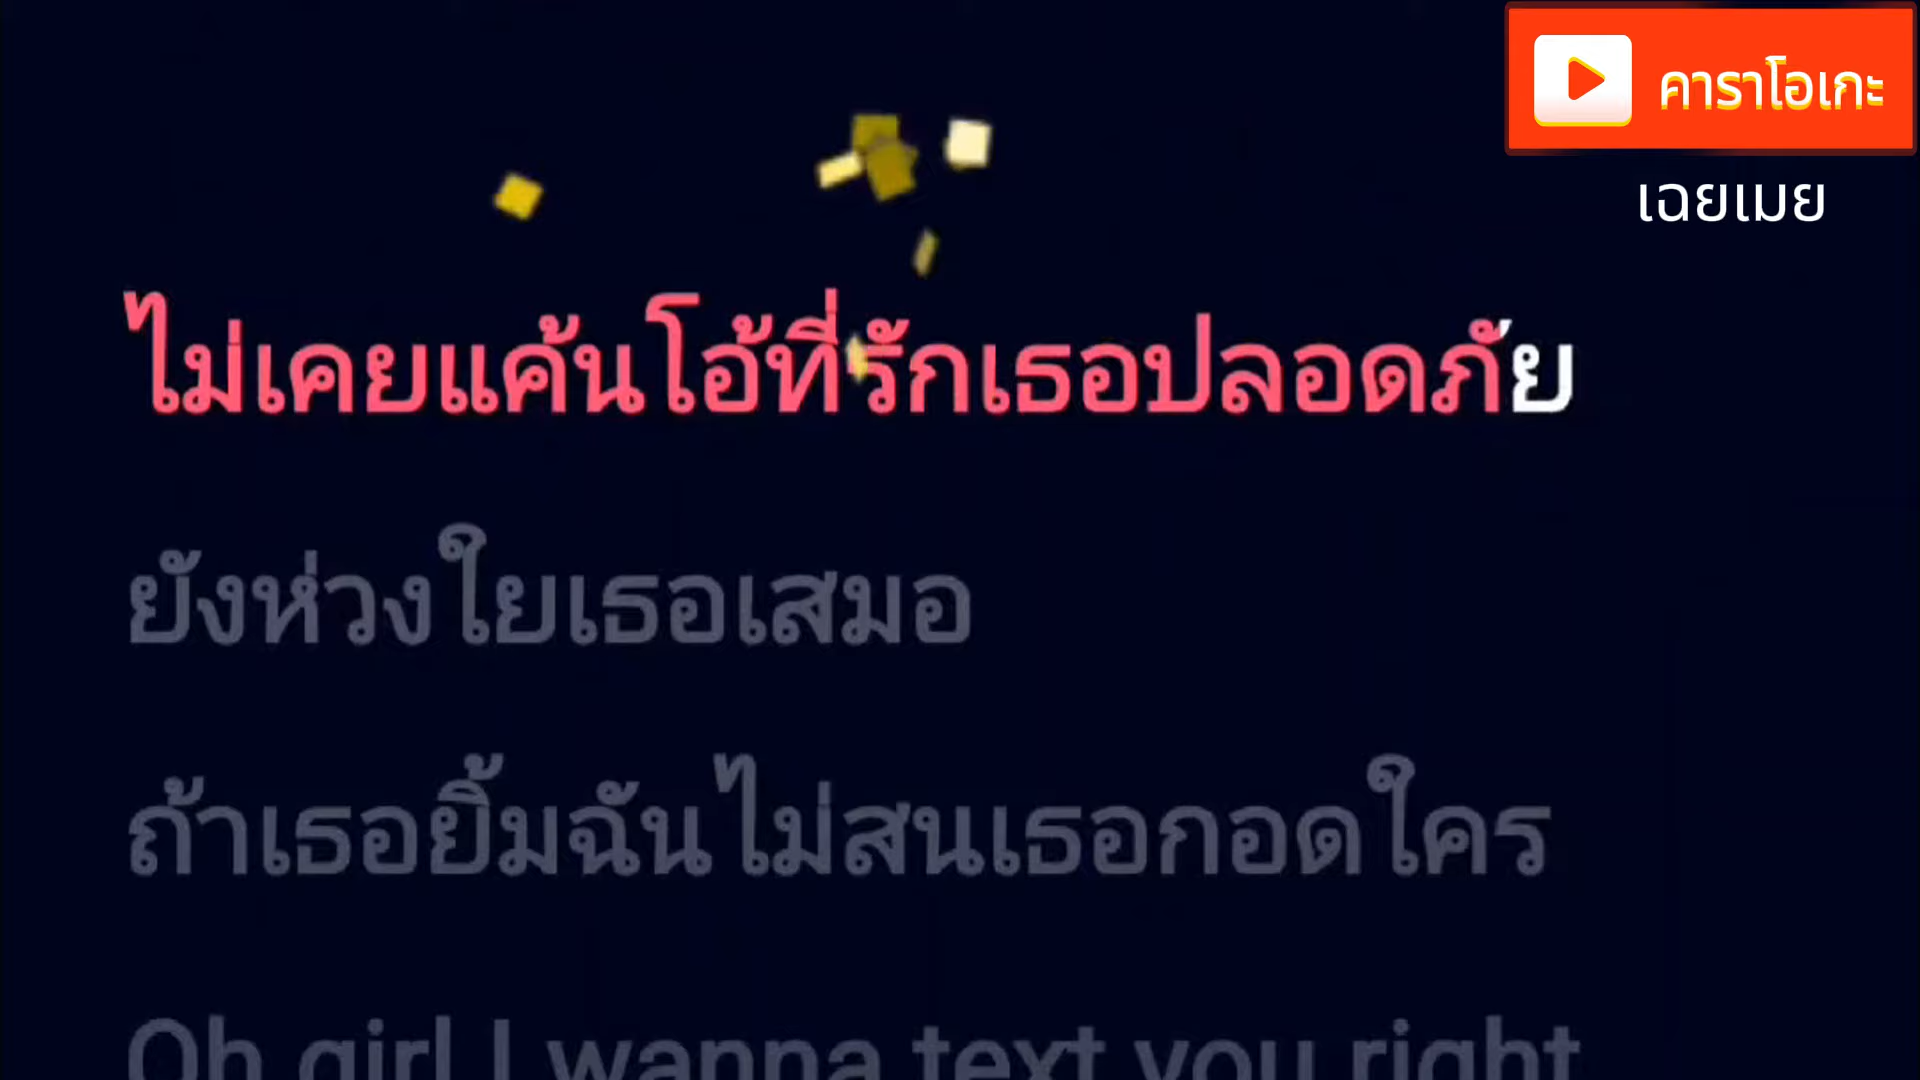 คาราโอเกะ
เฉยเมย
ไม่เคยแค้นโอ้ที่รักเธอปลอดภัย
ยังห่วงใยเธอเสมอ
ถ้าเธอยิ้มฉันไม่สนเธอกอดใคร
Oh girl I wanna text you right